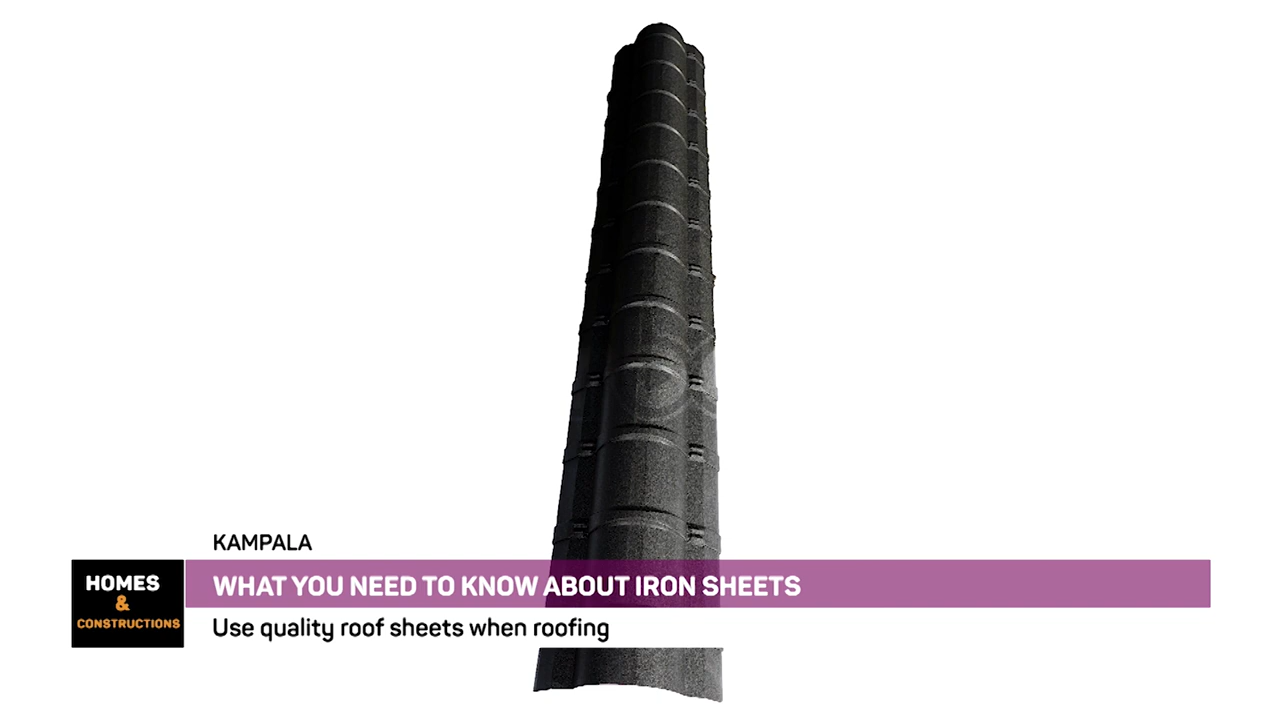 KAMPALA
HOMES
&
CONSTRUCTIONS
WHAT YOU NEED TO KNOW ABOUT IRON SHEETS
Use quality roof sheets when roofing